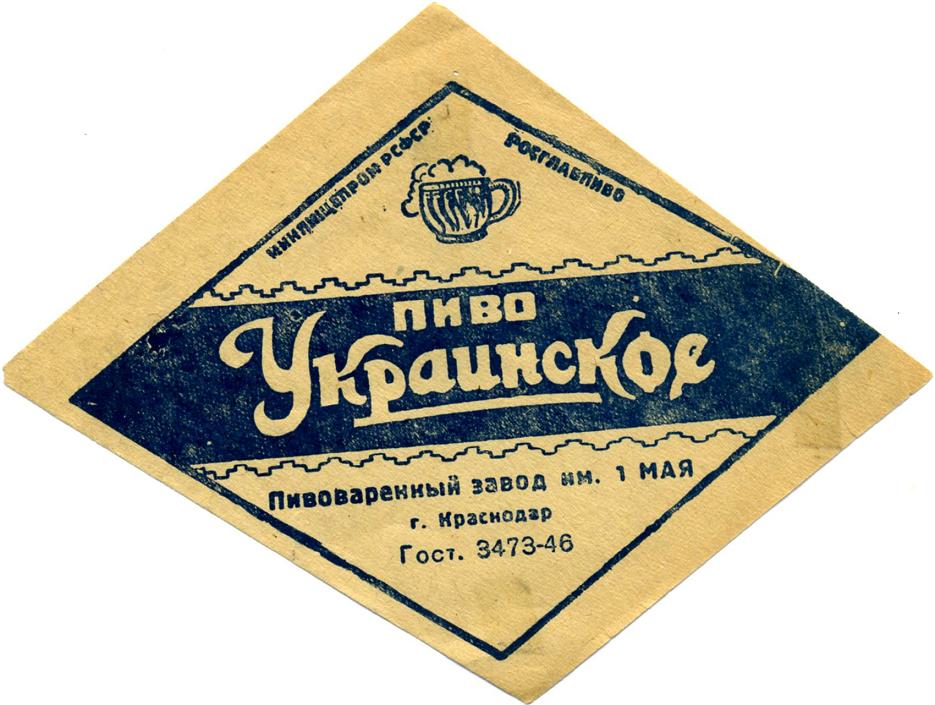 МИНПИЩЕПРОМ РСФСР
РОСГЛАВПИВО
ПИВО
Украинское
Пивоваренный завод им. 1 МАЯ
г. Краснодар
Гост. 3473-46